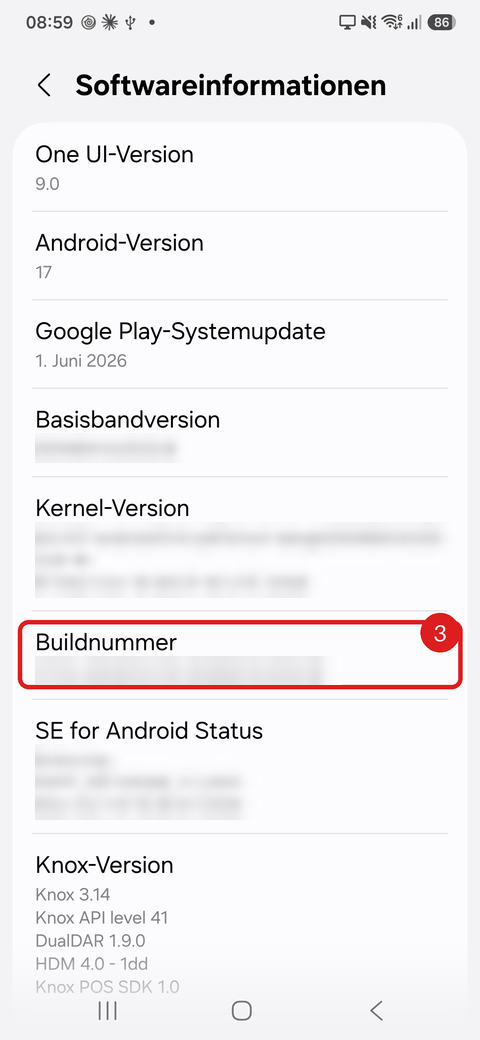 08:59
86
Softwareinformationen
One UI-Version
9.0
Android-Version
17
Google Play-Systemupdate
1. Juni 2026
Basisbandversion
Kernel-Version
3
Buildnummer
SE for Android Status
Knox-Version
Knox 3.14
Knox API level 41
DualDAR 1.9.0
HDM 4.0 - 1dd
Knox POS SDK 1.0